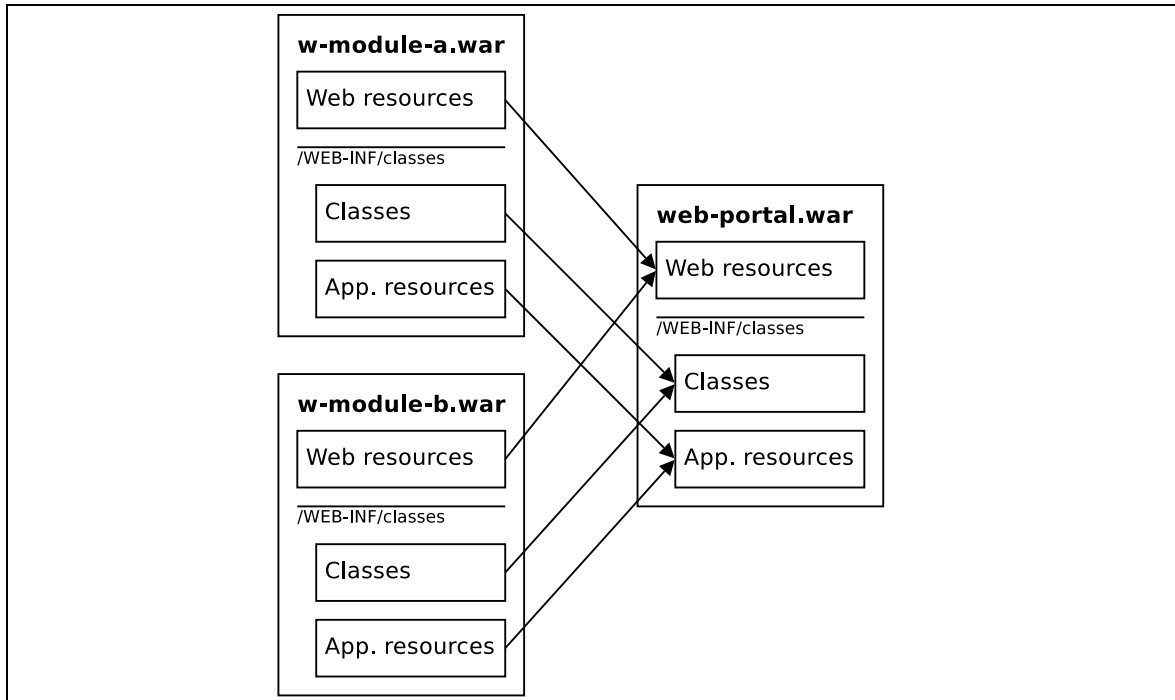 w-module-a.war
Web resources
/WEB-INF/classes
Classes
App. resources
w-module-b.war
Web resources
/WEB-INF/classes
Classes
App. resources
web-portal.war
Web resources
/WEB-INF/classes
Classes
App. resources